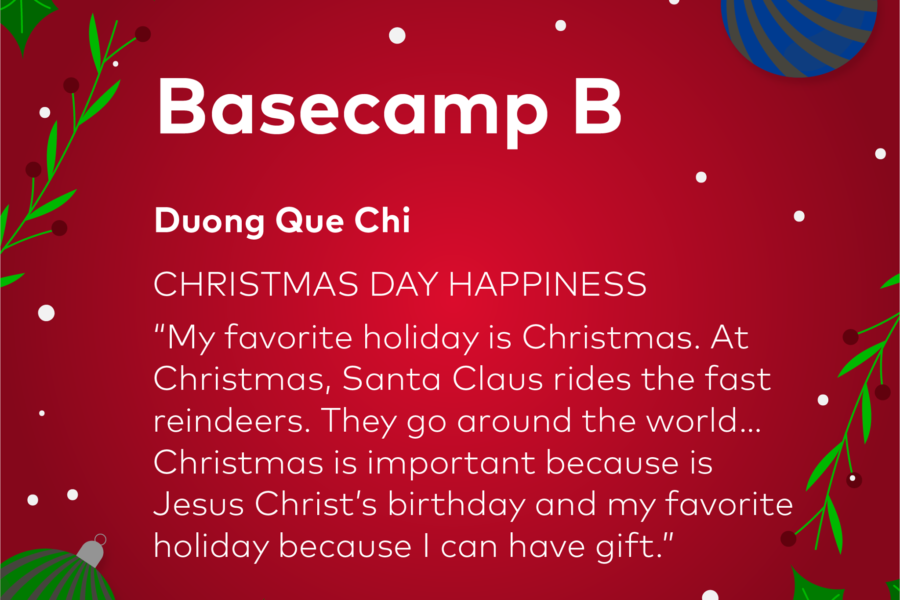 Basecamp B
Duong Que Chi
CHRISTMAS DAY HAPPINESS
“My favorite holiday is Christmas. At
Christmas, Santa Claus rides the fast
reindeers. They go around the world...
Christmas is important because is
Jesus Christ’s birthday and my favorite
holiday because I can have gift.”